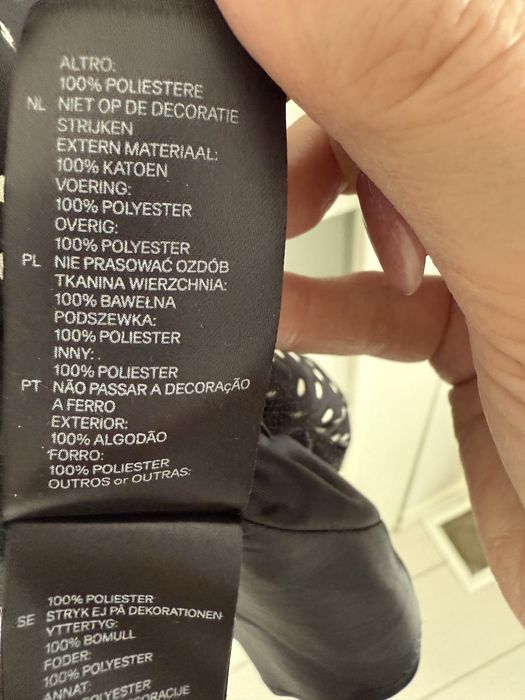 ALTRO:
100% POLIESTERE
NL NIET OP DE DECORATIE
STRIJKEN
EXTERN MATERIAAL:
100% KATOEN
VOERING:
100% POLYESTER
OVERIG:
100% POLYESTER
PL NIE PRASOWAĆ OZDÓB
TKANINA WIERZCHNIA:
100% BAWEŁNA
PODSZEWKA:
100% POLIESTER
INNY:
100% POLIESTER
PT NÃO PASSAR A DECORAÇÃO
A FERRO
EXTERIOR:
100% ALGODÃO
FORRO:
100% POLIESTER
OUTROS or OUTRAS:
100% POLIESTER
SE STRYK EJ PÅ DEKORATIONEN
YTTERTYG:
100% BOMULL
FODER:
100% POLYESTER
ANNAT:
POLYESTER